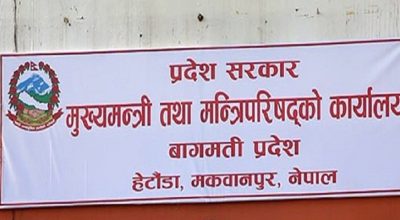 प्रदेश सरकार
मुख्यमन्त्री तथा मन्त्रिपरिषद्को कार्यालय
बागमती प्रदेश
हेटौंडा, मकवानपुर, नेपाल